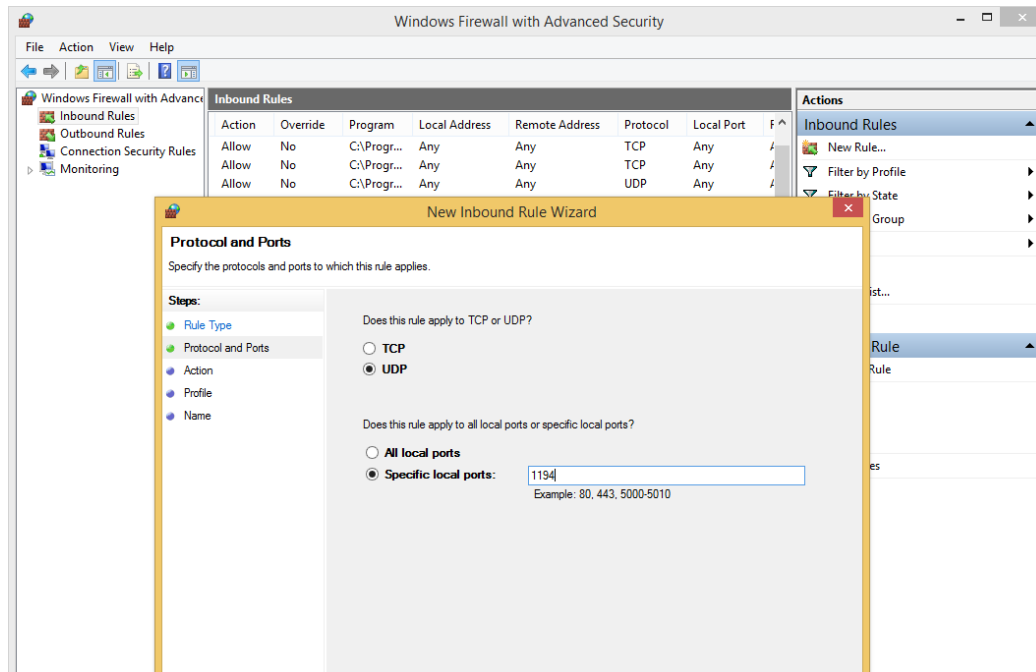 Windows Firewall with Advanced Security
File Action View Help
Windows Firewall with Advance
Inbound Rules
Outbound Rules
Connection Security Rules
Monitoring
Inbound Rules
Action Override Program Local Address Remote Address Protocol Local Port
Allow No C:\Progr... Any Any TCP Any
Allow No C:\Progr... Any Any TCP Any
Allow No C:\Progr... Any Any UDP Any
Actions
Inbound Rules
New Rule...
Filter by Profile
Filter by State
Group
ist...
Rule
Rule
es
New Inbound Rule Wizard
Protocol and Ports
Specify the protocols and ports to which this rule applies.
Steps:
Rule Type
Protocol and Ports
Action
Profile
Name
Does this rule apply to TCP or UDP?
TCP
UDP
Does this rule apply to all local ports or specific local ports?
All local ports
Specific local ports: 1194
Example: 80, 443, 5000-5010